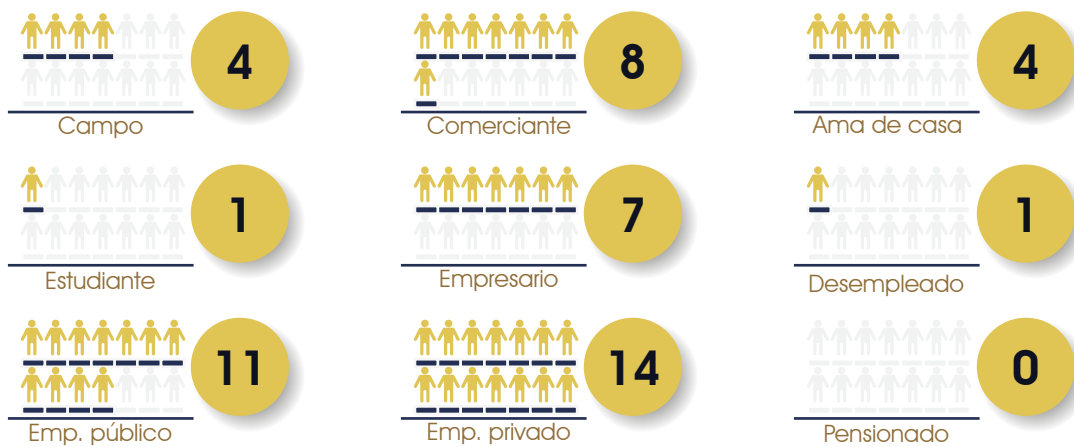 4
8
4
Campo
Comerciante
Ama de casa
1
7
1
Estudiante
Empresario
Desempleado
11
14
0
Emp. público
Emp. privado
Pensionado